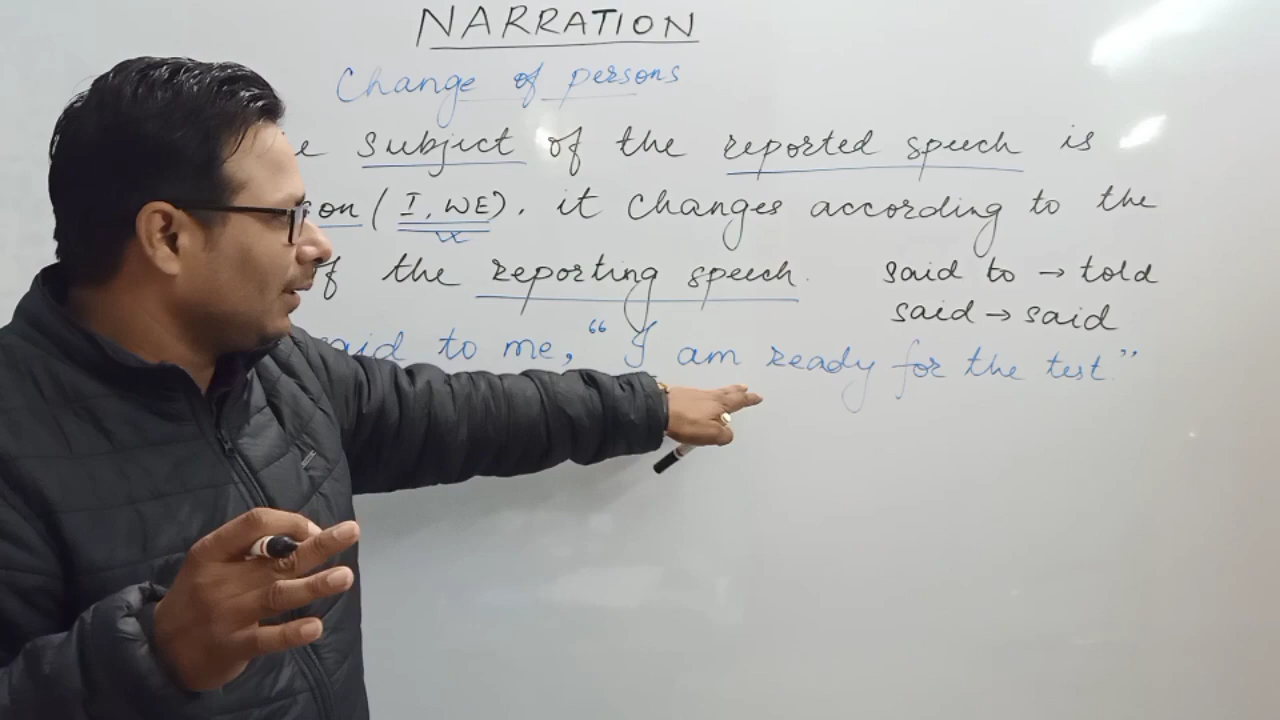 NARRATION
Change of persons
subject of the reported speech is
(I, WE). it changes according to the
the reporting speech.
said to → told
said → said
said to me, "I am ready for the test."